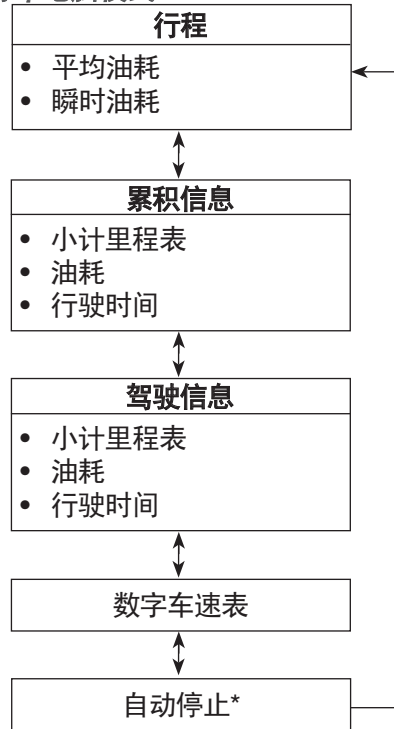 行程
• 平均油耗
• 瞬时油耗
累积信息
• 小计里程表
• 油耗
• 行驶时间
驾驶信息
• 小计里程表
• 油耗
• 行驶时间
数字车速表
自动停止*